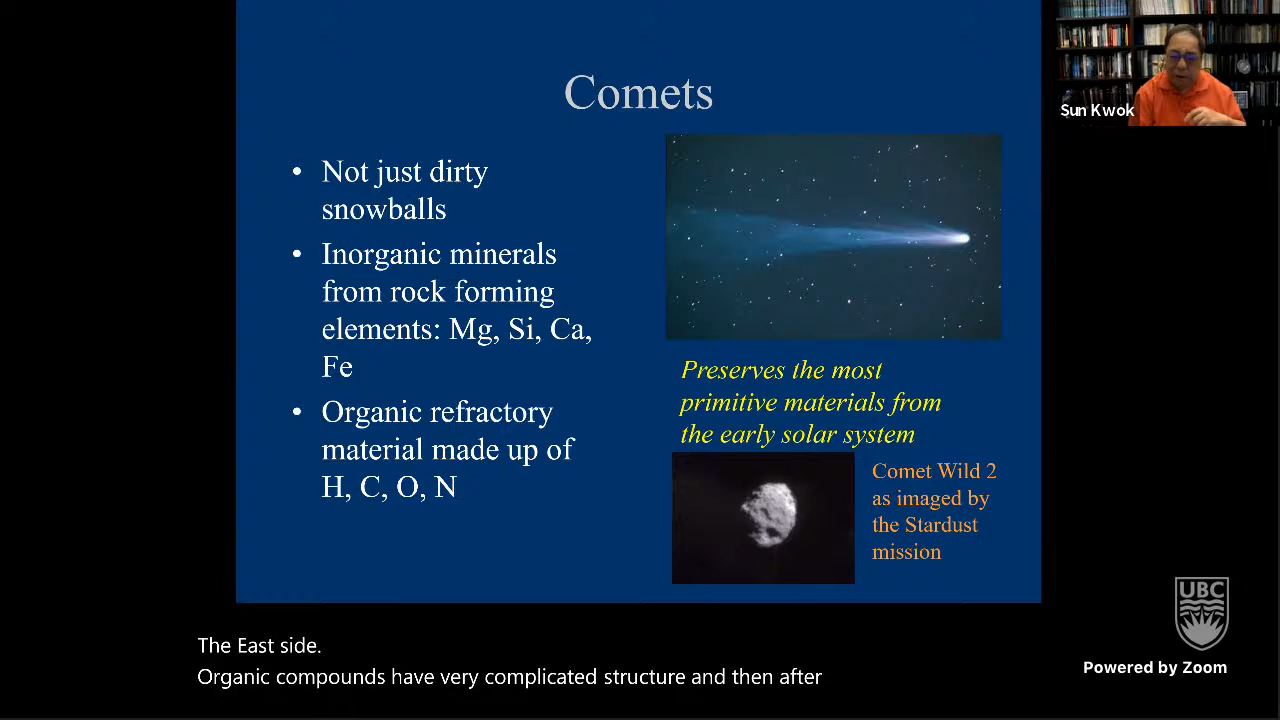 Comets
• Not just dirty
snowballs
• Inorganic minerals
from rock forming
elements: Mg, Si, Ca,
Fe
• Organic refractory
material made up of
H, C, O, N
Preserves the most
primitive materials from
the early solar system
Comet Wild 2
as imaged by
the Stardust
mission
Sun Kwok
The East side.
Organic compounds have very complicated structure and then after
UBC
Powered by Zoom